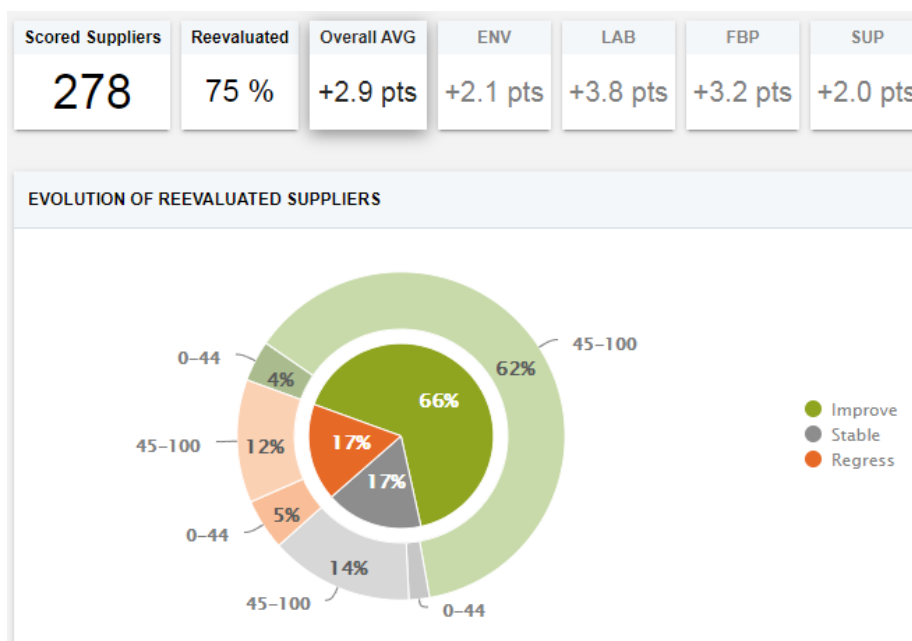 Scored Suppliers
278
Reevaluated
75 %
Overall AVG
+2.9 pts
ENV
+2.1 pts
LAB
+3.8 pts
FBP
+3.2 pts
SUP
+2.0 pts
EVOLUTION OF REEVALUATED SUPPLIERS
45–100
62%
0–44
4%
66%
45–100
12%
17%
17%
0–44
5%
45–100
14%
0–44
Improve
Stable
Regress